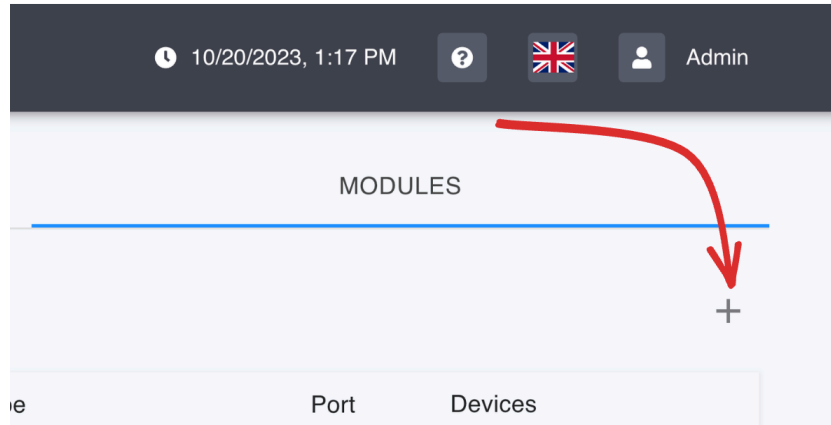 10/20/2023, 1:17 PM ? Admin
MODULES
+
Port Devices